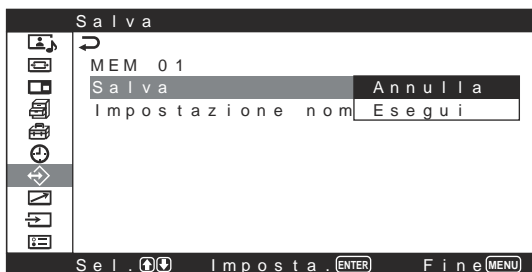 Salva
MEM 01
Salva Annulla
Impostazione nom Esegui
Sel. Imposta. ENTER Fine MENU